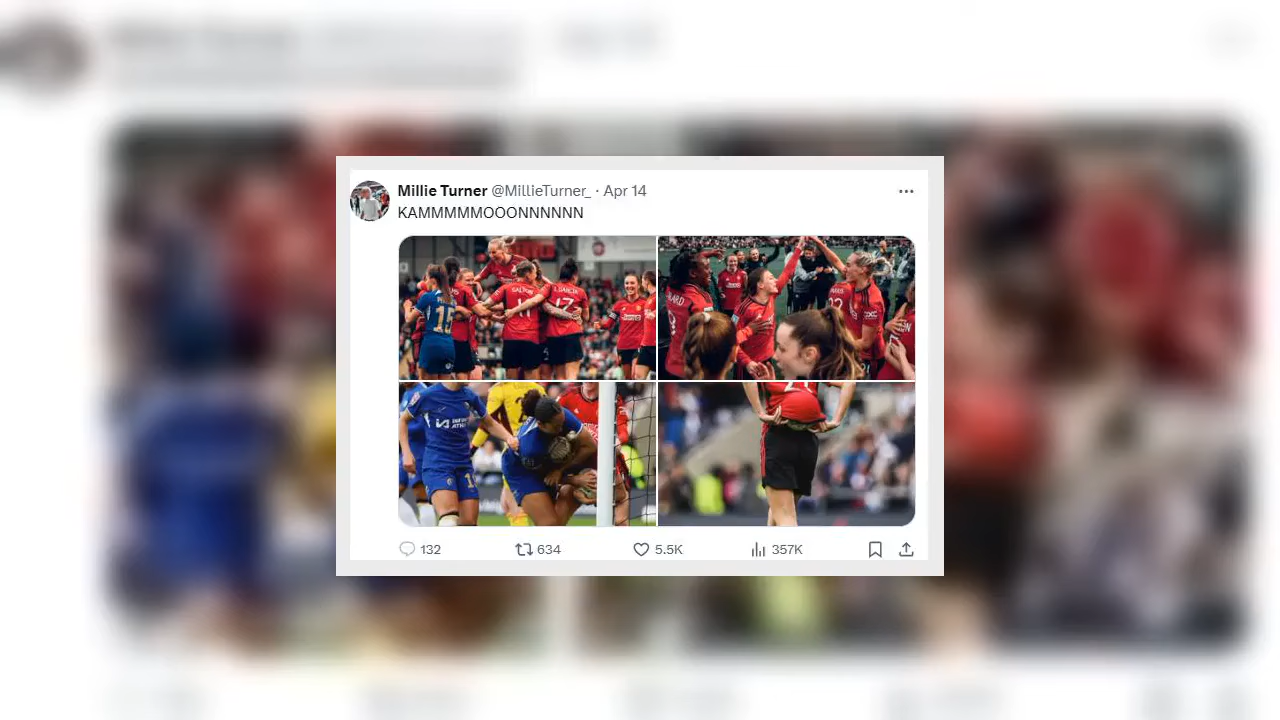 Millie Turner @MillieTurner_ · Apr 14
KAMMMMMOOONNNNNN
132 634 5.5K 357K